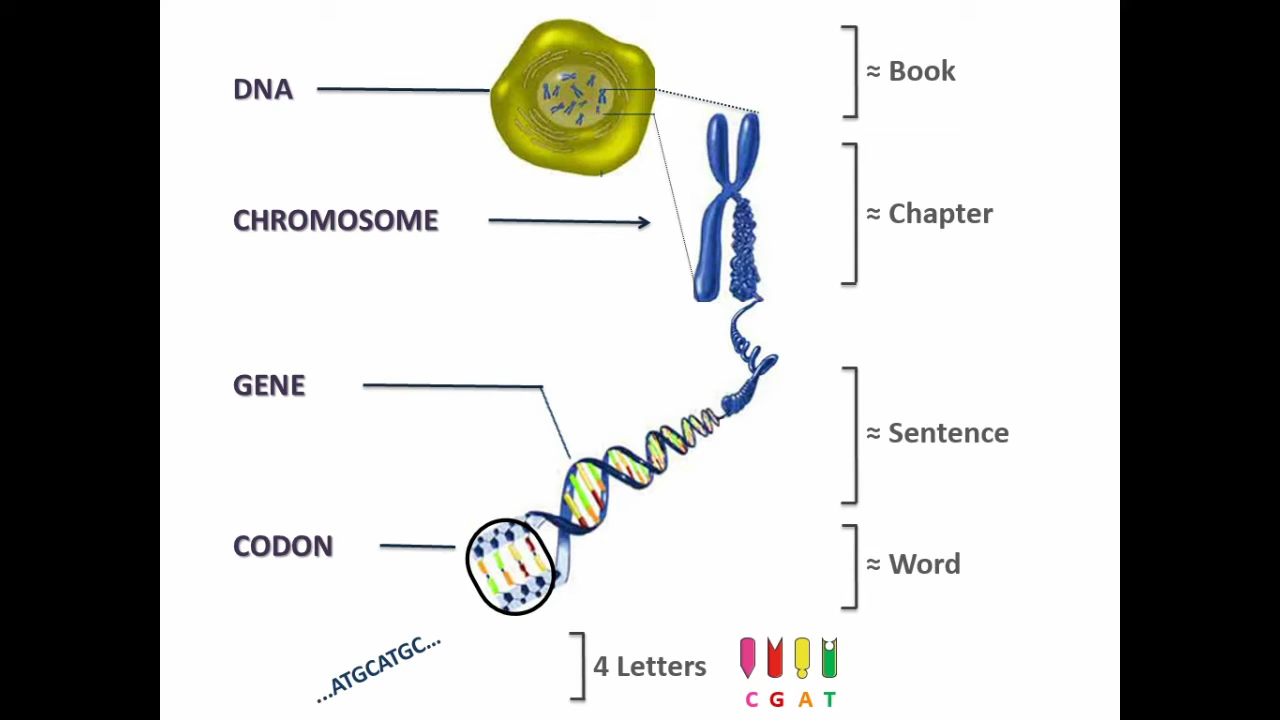 DNA
≈ Book
CHROMOSOME
≈ Chapter
GENE
≈ Sentence
CODON
≈ Word
...ATGCATGC...
4 Letters
C G A T